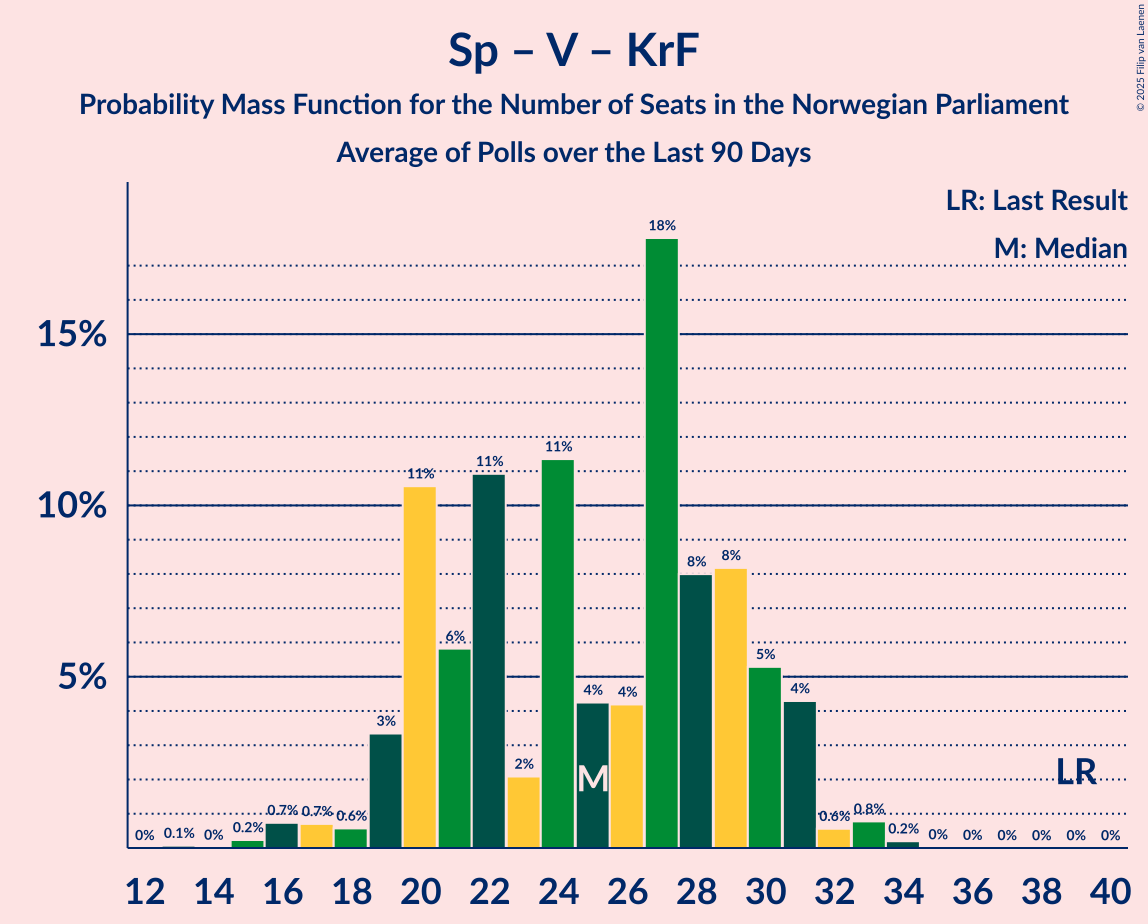 Sp – V – KrF
Probability Mass Function for the Number of Seats in the Norwegian Parliament
Average of Polls over the Last 90 Days
© 2025 Filip van Laenen
LR: Last Result
M: Median
15%
10%
5%
0% 0.1% 0% 0.2% 0.7% 0.7% 0.6% 3% 11% 6% 11% 2% 11% 4% 4% 18% 8% 8% 5% 4% 0.6% 0.8% 0.2% 0% 0% 0% 0% 0% 0%
M
LR
12 14 16 18 20 22 24 26 28 30 32 34 36 38 40